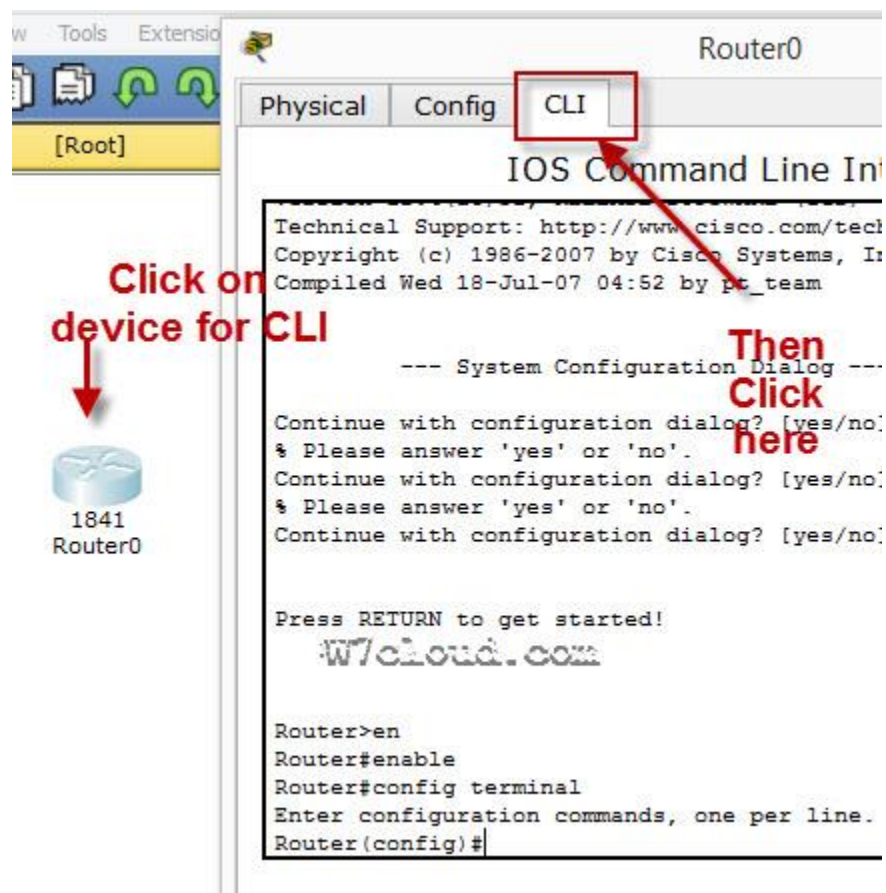 w Tools Extensio
[Root]
Router0
Physical Config CLI
IOS Command Line Int
Technical Support: http://www.cisco.com/tech
Copyright (c) 1986-2007 by Cisco Systems, In
Compiled Wed 18-Jul-07 04:52 by pt_team
Click on
device for CLI
--- System Configuration Dialog ---
Then
Click
here
Continue with configuration dialog? [yes/no]
% Please answer 'yes' or 'no'.
Continue with configuration dialog? [yes/no]
% Please answer 'yes' or 'no'.
Continue with configuration dialog? [yes/no]
1841
Router0
Press RETURN to get started!
W7cloud.com
Router>en
Router#enable
Router#config terminal
Enter configuration commands, one per line.
Router(config)#